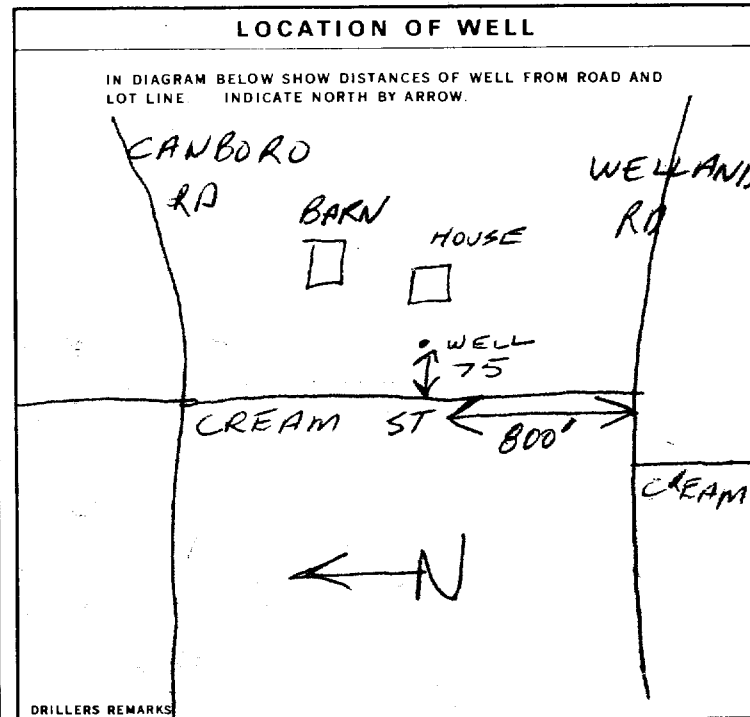 LOCATION OF WELL
IN DIAGRAM BELOW SHOW DISTANCES OF WELL FROM ROAD AND
LOT LINE. INDICATE NORTH BY ARROW.
CANBORO
RD
WELLAND
RD
BARN
HOUSE
WELL
75
CREAM ST
800'
CREAM
N
DRILLERS REMARKS